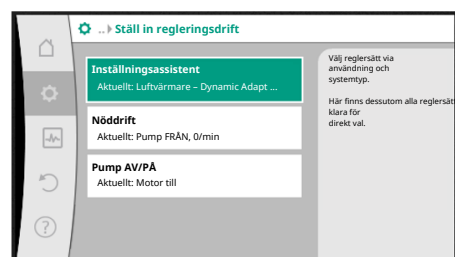 .. Ställ in regleringsdrift
Inställningsassistent
Aktuellt: Luftvärmare – Dynamic Adapt ...
Nöddrift
Aktuellt: Pump FRÅN, 0/min
Pump AV/PÅ
Aktuellt: Motor till
Välj reglersätt via
användning och
systemtyp.
Här finns dessutom alla reglersätt
klara för
direkt val.
?